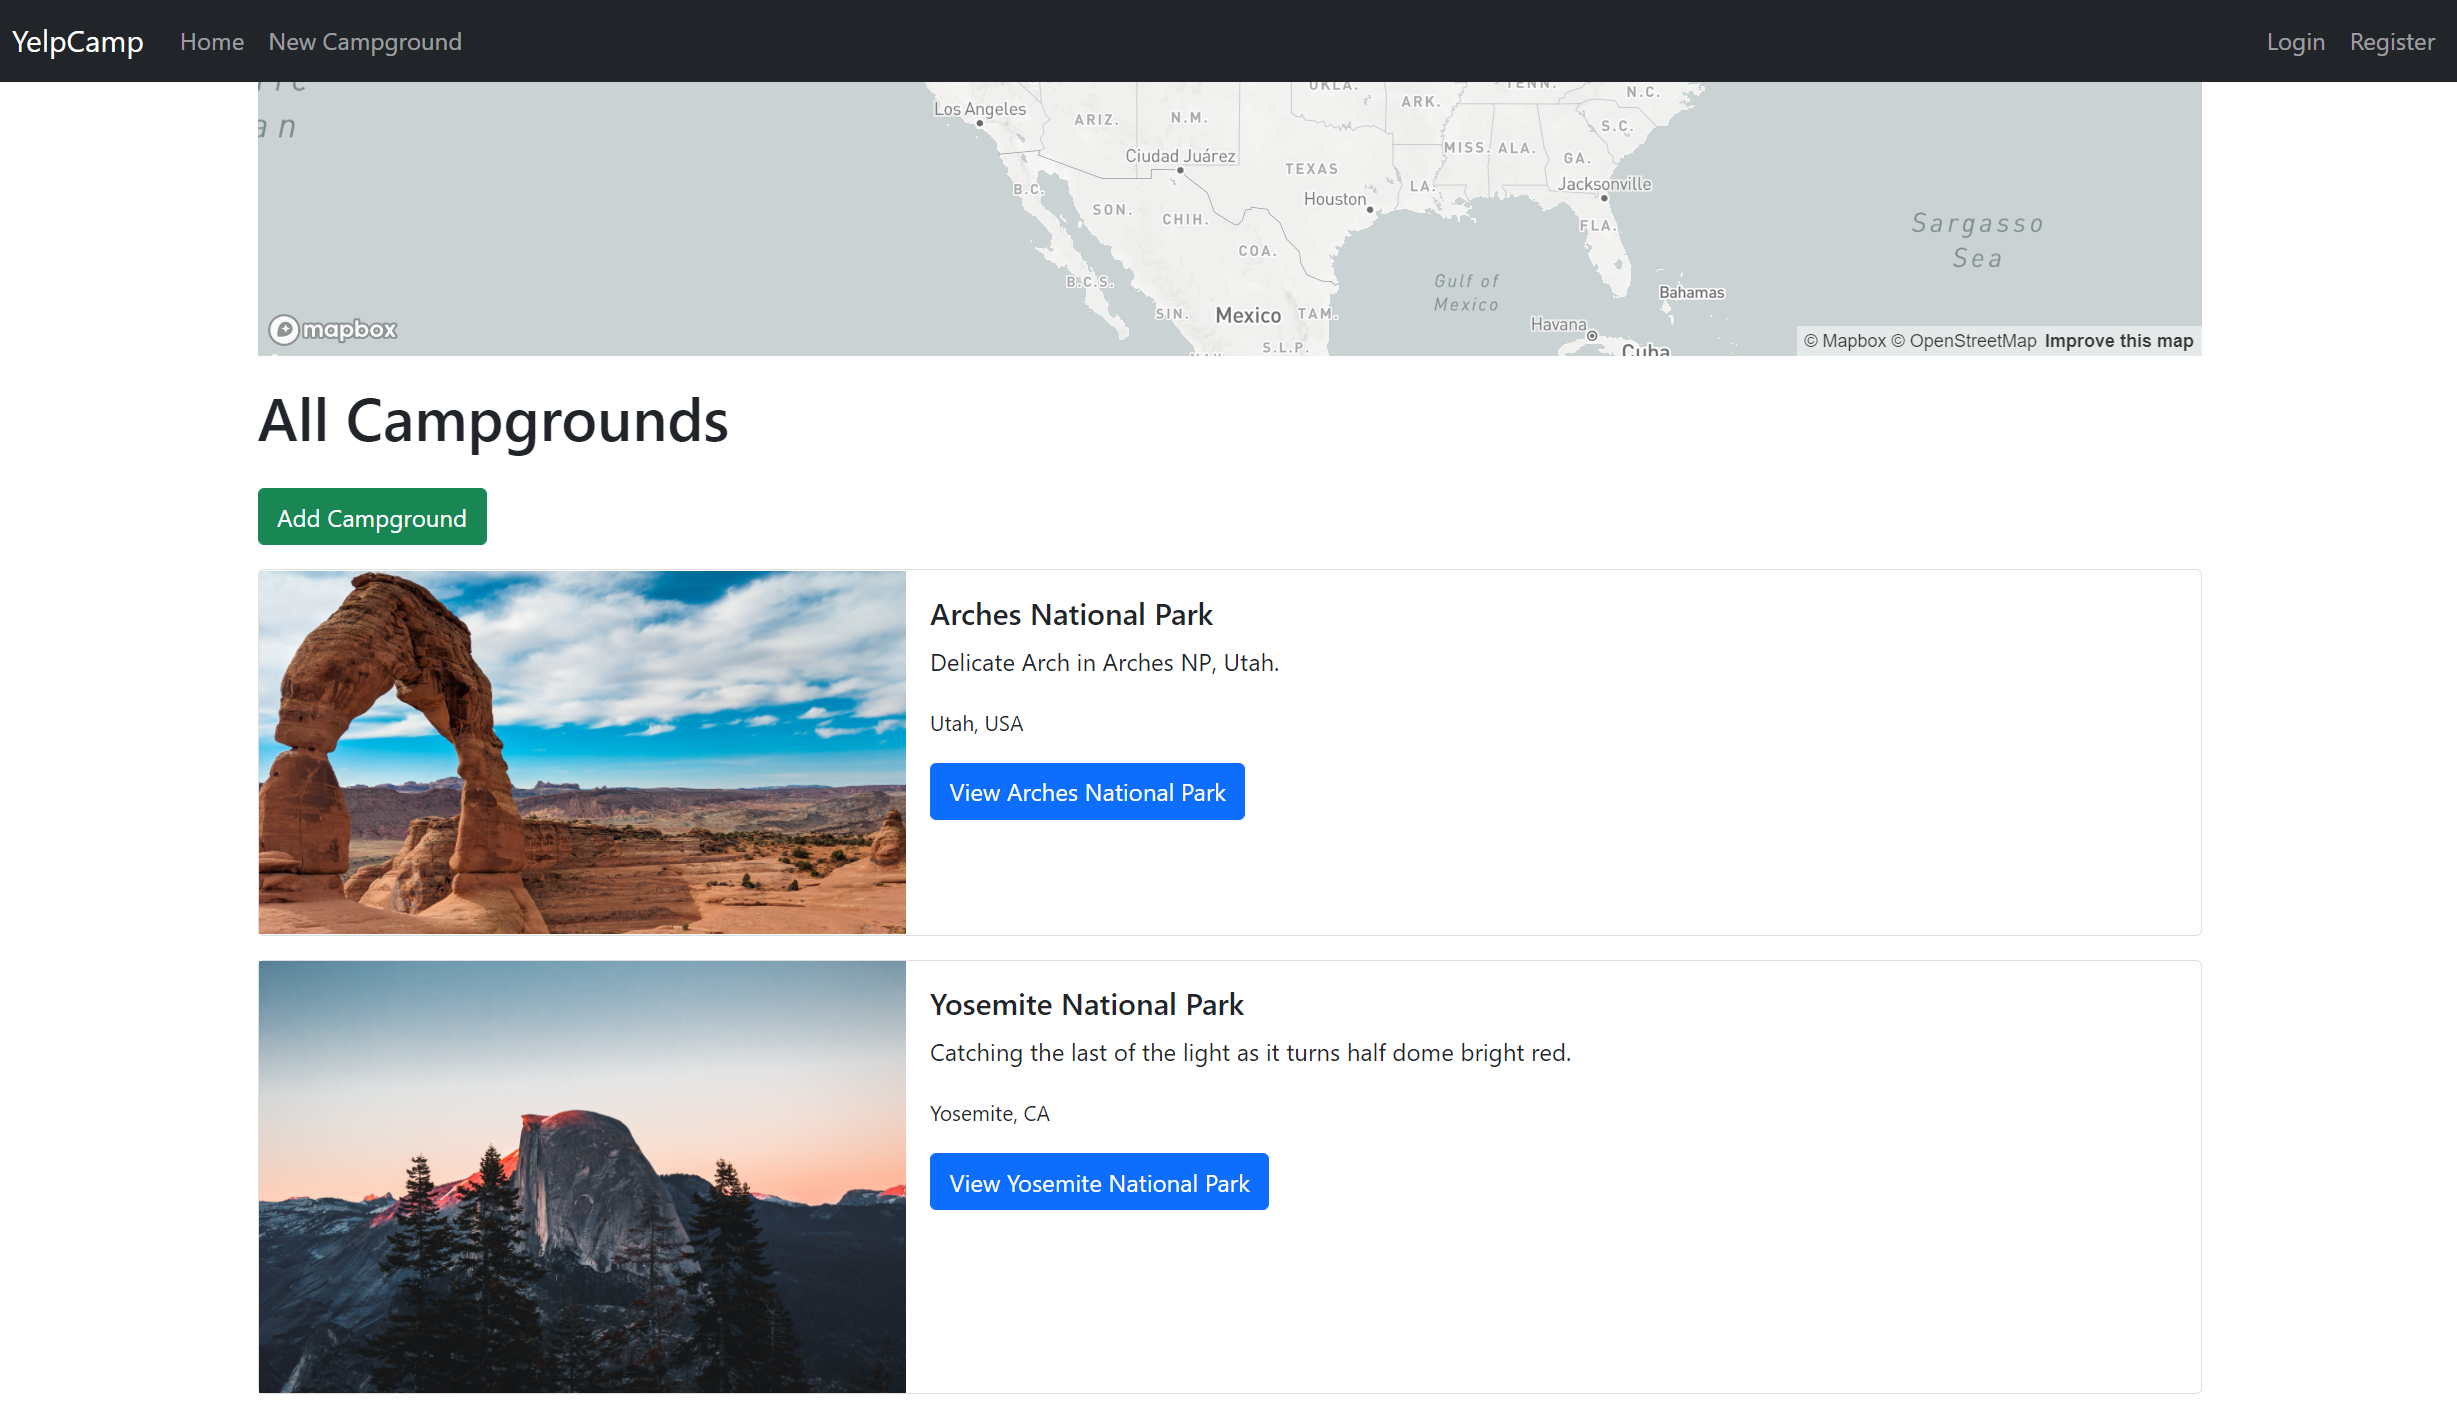 YelpCamp Home New Campground Login Register
an
OKLA. TENN. N.C.
Los Angeles ARIZ. N.M. ARK. S.C.
Ciudad Juárez TEXAS MISS. ALA. GA.
B.C. LA. Jacksonville
SON. CHIH. Houston FLA. Sargasso
COA. Sea
B.C.S. Gulf of
Mexico Bahamas
SIN. Mexico TAM. Havana
mapbox
S.L.P. Cuba © Mapbox © OpenStreetMap Improve this map
All Campgrounds
Add Campground
Arches National Park
Delicate Arch in Arches NP, Utah.
Utah, USA
View Arches National Park
Yosemite National Park
Catching the last of the light as it turns half dome bright red.
Yosemite, CA
View Yosemite National Park